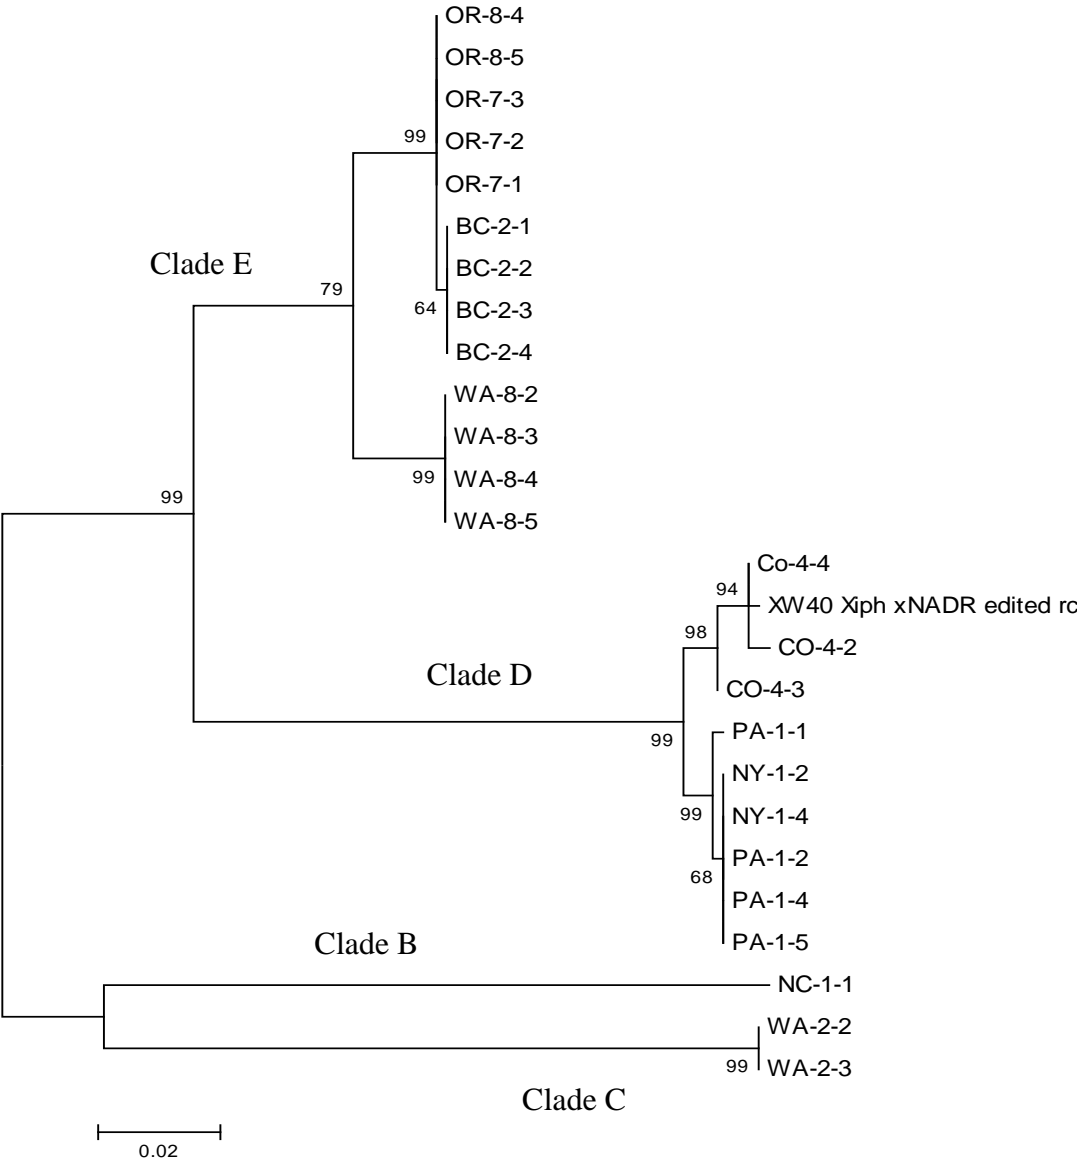 OR-8-4
OR-8-5
OR-7-3
99
OR-7-2
OR-7-1
BC-2-1
Clade E
BC-2-2
79
64
BC-2-3
BC-2-4
WA-8-2
WA-8-3
99
WA-8-4
99
WA-8-5
Co-4-4
94
XW40 Xiph xNADR edited rc
98
CO-4-2
Clade D
CO-4-3
99
PA-1-1
NY-1-2
99
NY-1-4
PA-1-2
68
PA-1-4
Clade B
PA-1-5
NC-1-1
WA-2-2
99
WA-2-3
Clade C
0.02